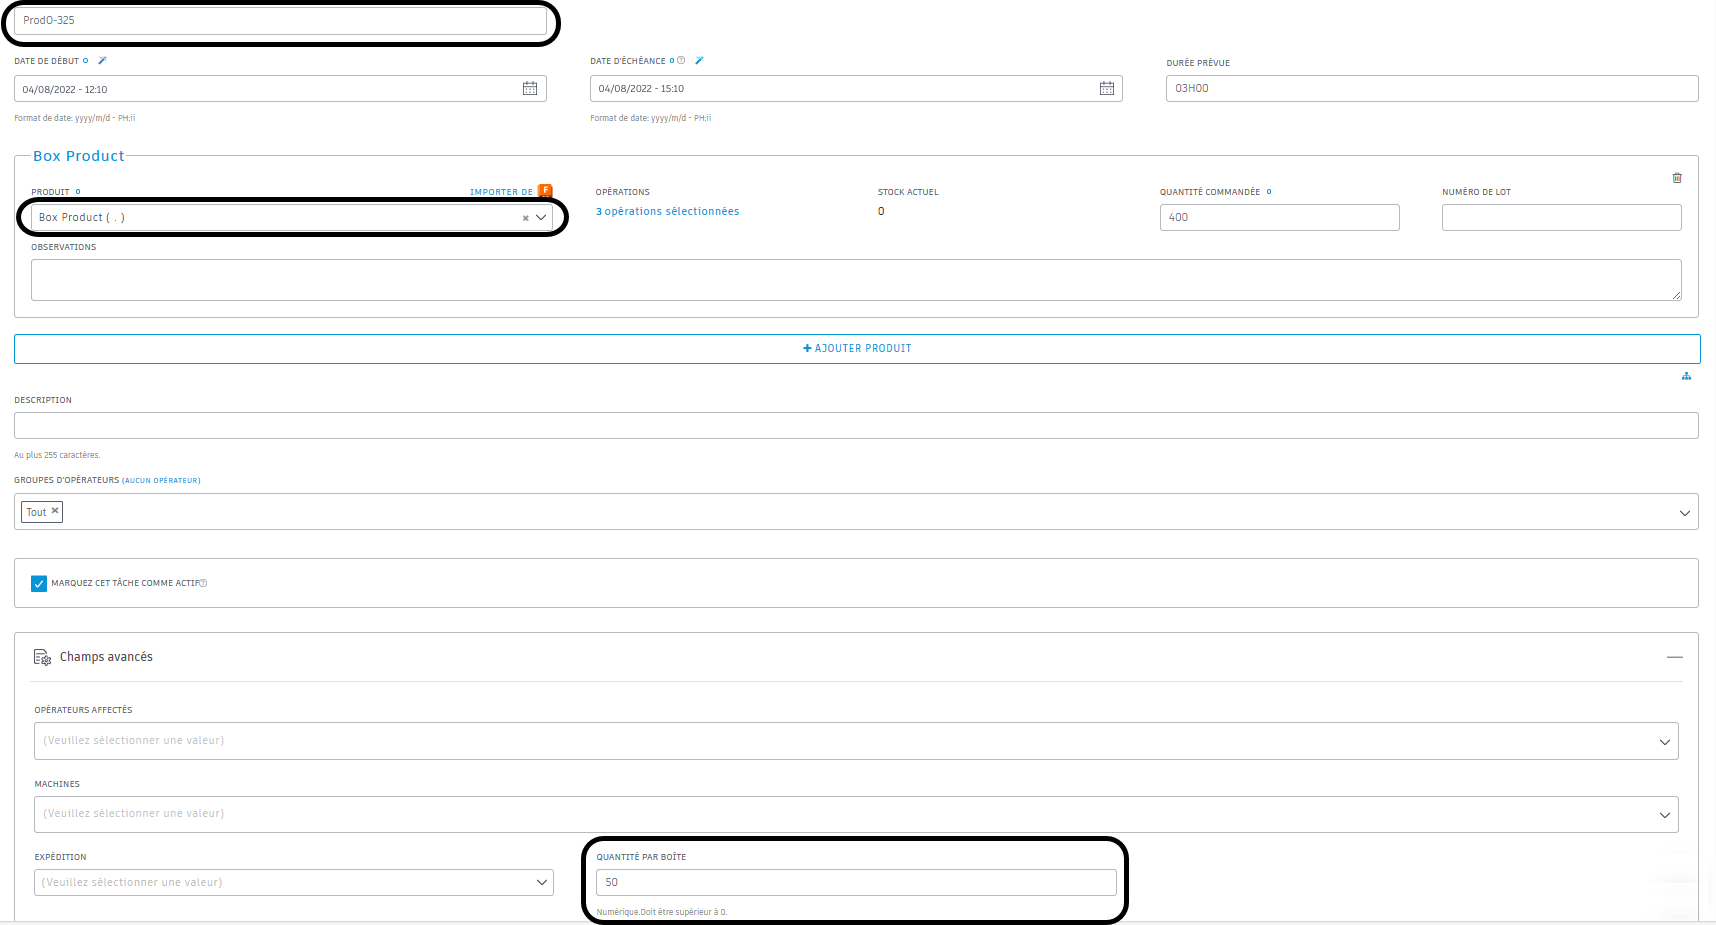 ProdO-325
DATE DE DÉBUT
DATE D'ÉCHÉANCE
DURÉE PRÉVUE
04/08/2022 - 12:10
04/08/2022 - 15:10
03H00
Format de date: yyyy/m/d - PH:ii
Format de date: yyyy/m/d - PH:ii
Box Product
PRODUIT
IMPORTER DE F
OPÉRATIONS
STOCK ACTUEL
QUANTITÉ COMMANDÉE
NUMÉRO DE LOT
Box Product ( . )
3 opérations sélectionnées
0
400
OBSERVATIONS
+ AJOUTER PRODUIT
DESCRIPTION
Au plus 255 caractères.
GROUPES D'OPÉRATEURS (AUCUN OPÉRATEUR)
Tout ×
MARQUEZ CET TÂCHE COMME ACTIF
Champs avancés
OPÉRATEURS AFFECTÉS
(Veuillez sélectionner une valeur)
MACHINES
(Veuillez sélectionner une valeur)
EXPÉDITION
QUANTITÉ PAR BOÎTE
(Veuillez sélectionner une valeur)
50
Numérique.Doit être supérieur à 0.